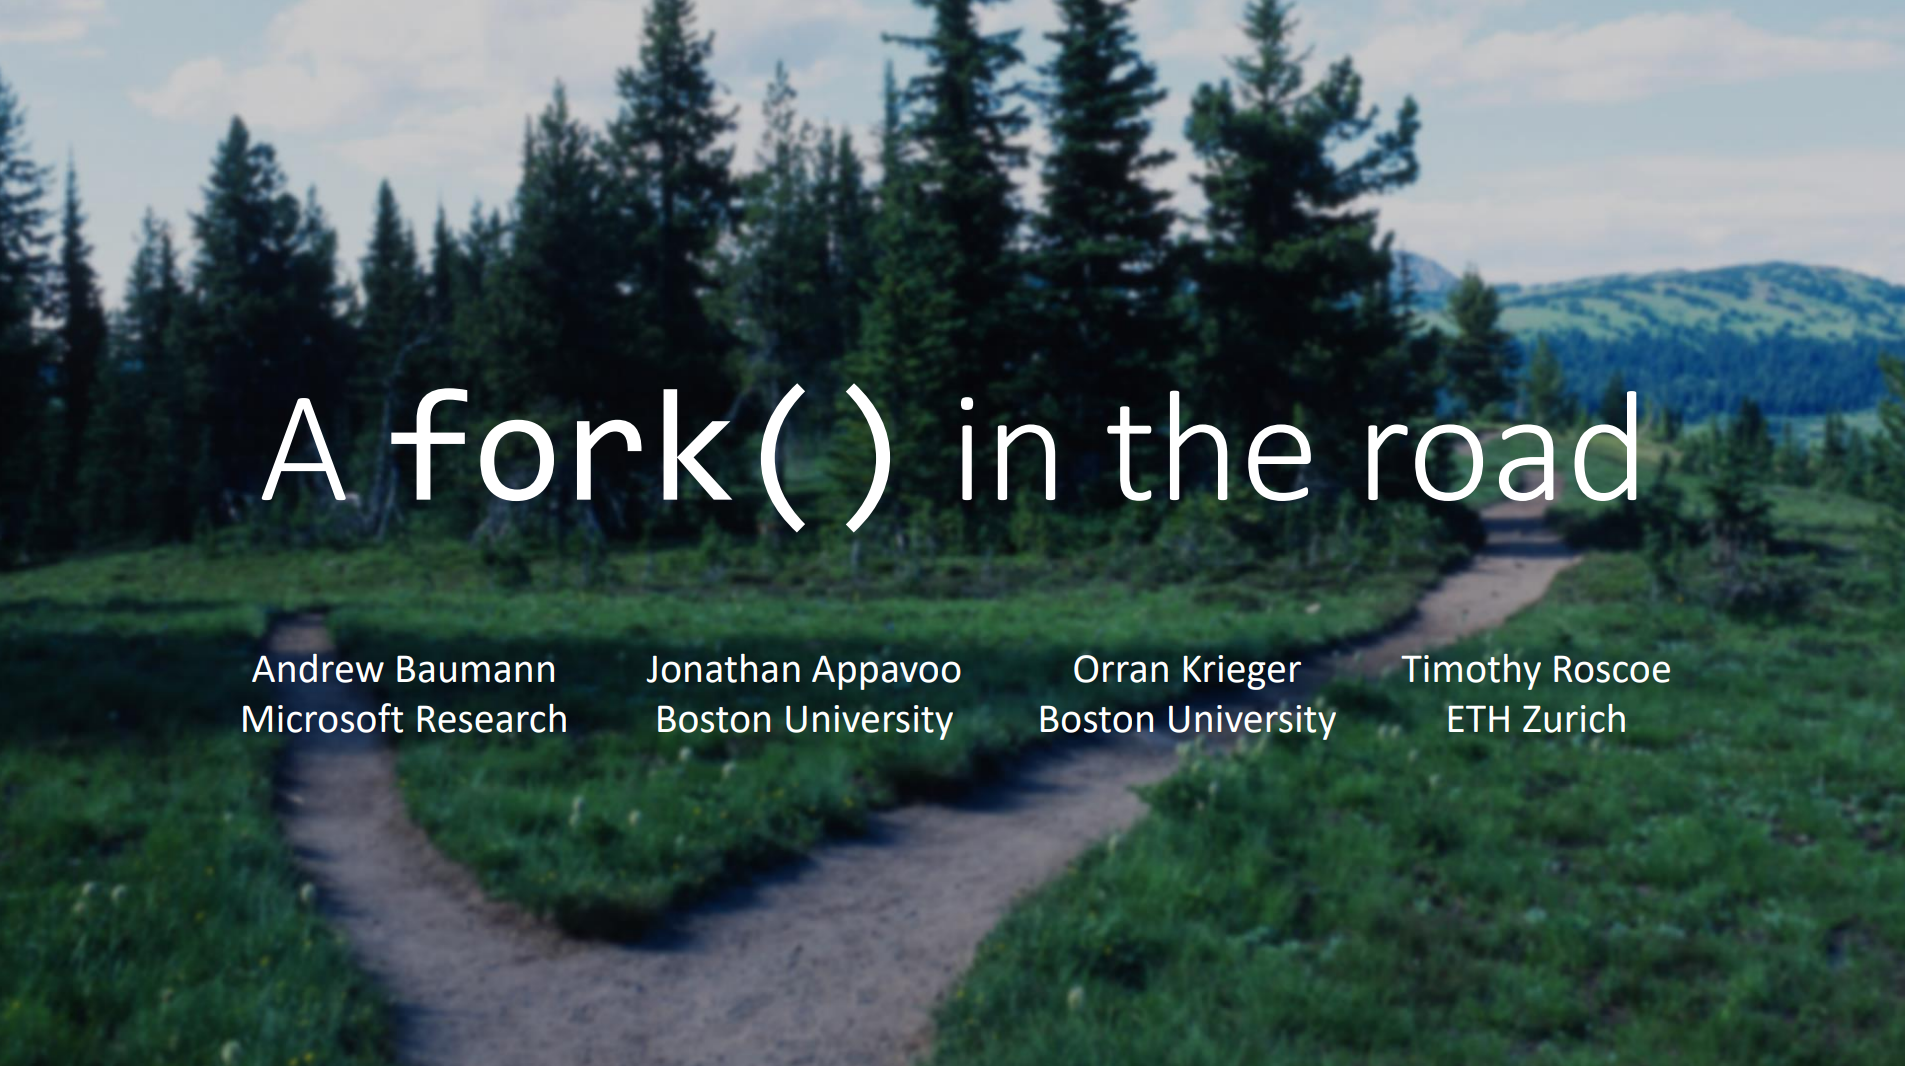 A fork() in the road
Andrew Baumann
Microsoft Research
Jonathan Appavoo
Boston University
Orran Krieger
Boston University
Timothy Roscoe
ETH Zurich